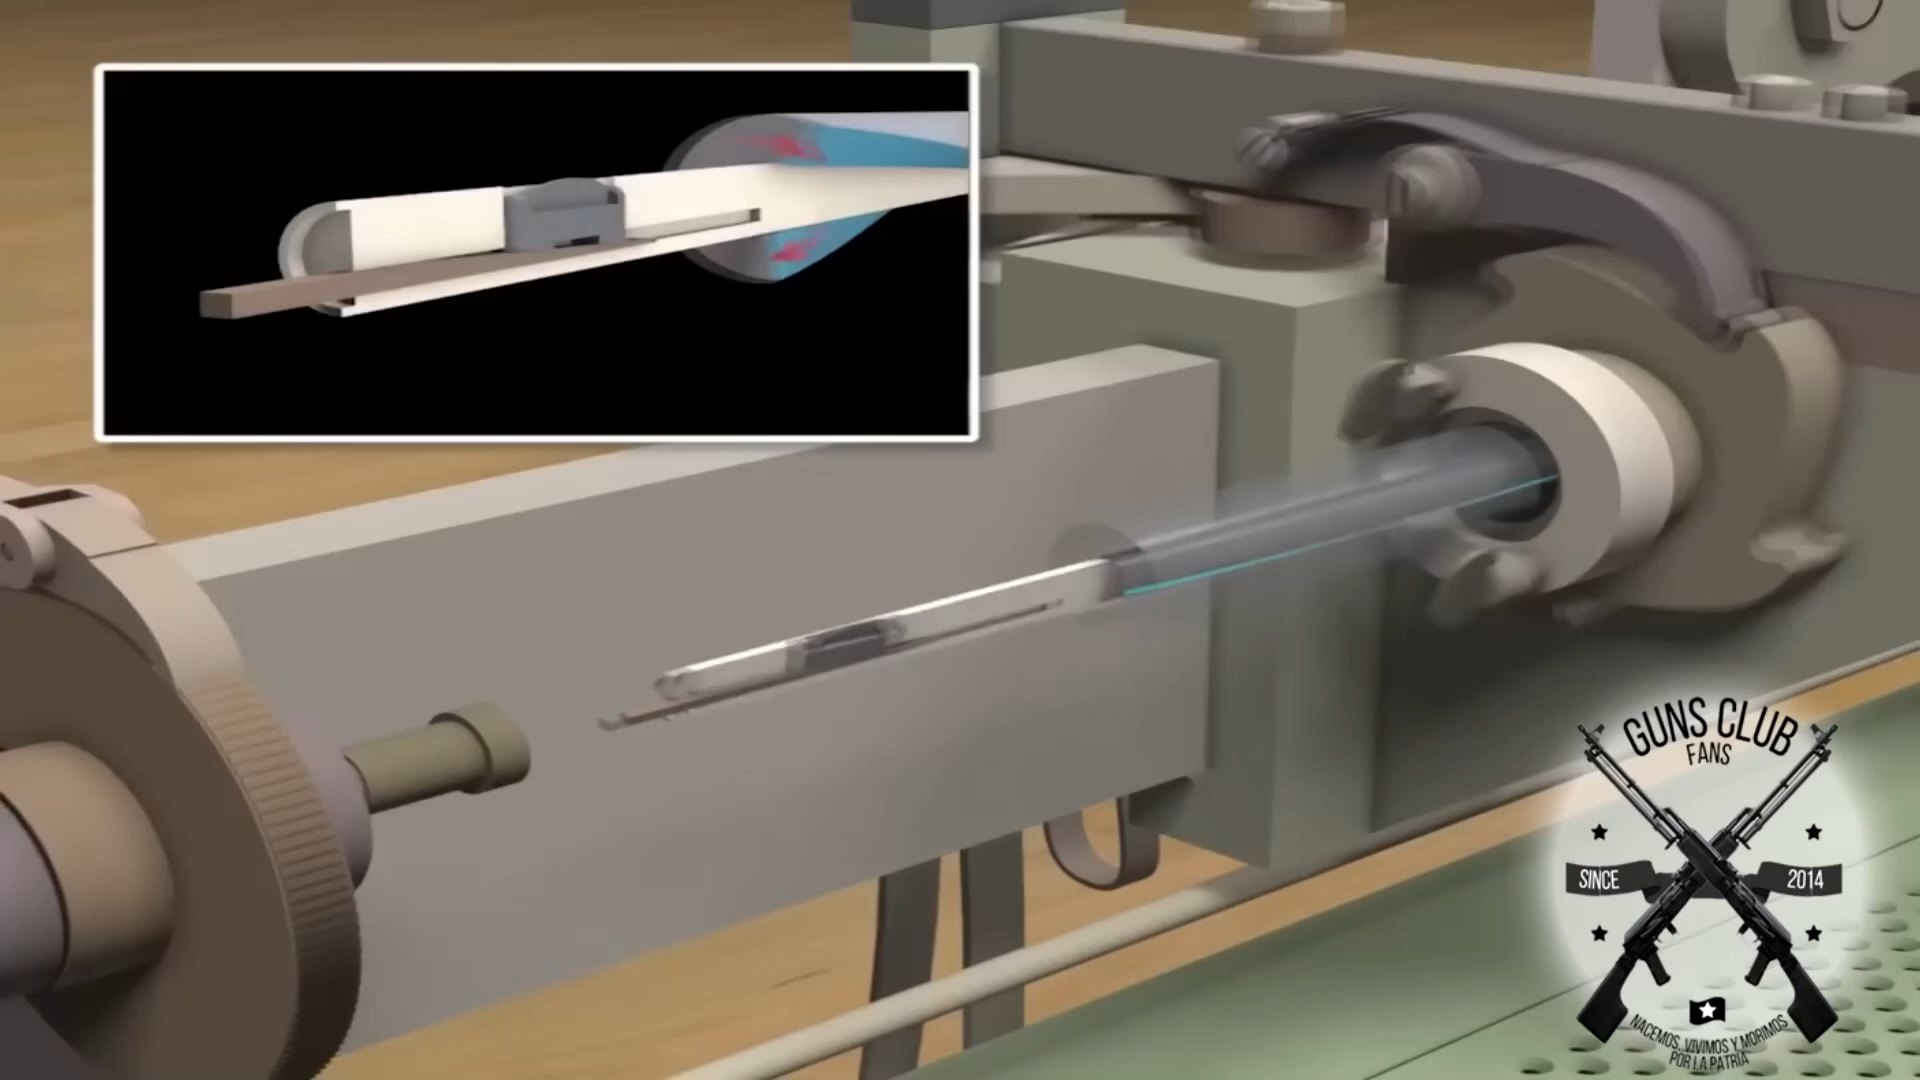 GUNS CLUB
FANS
SINCE 2014
NACEMOS, VIVIMOS Y MORIMOS
POR LA PATRIA